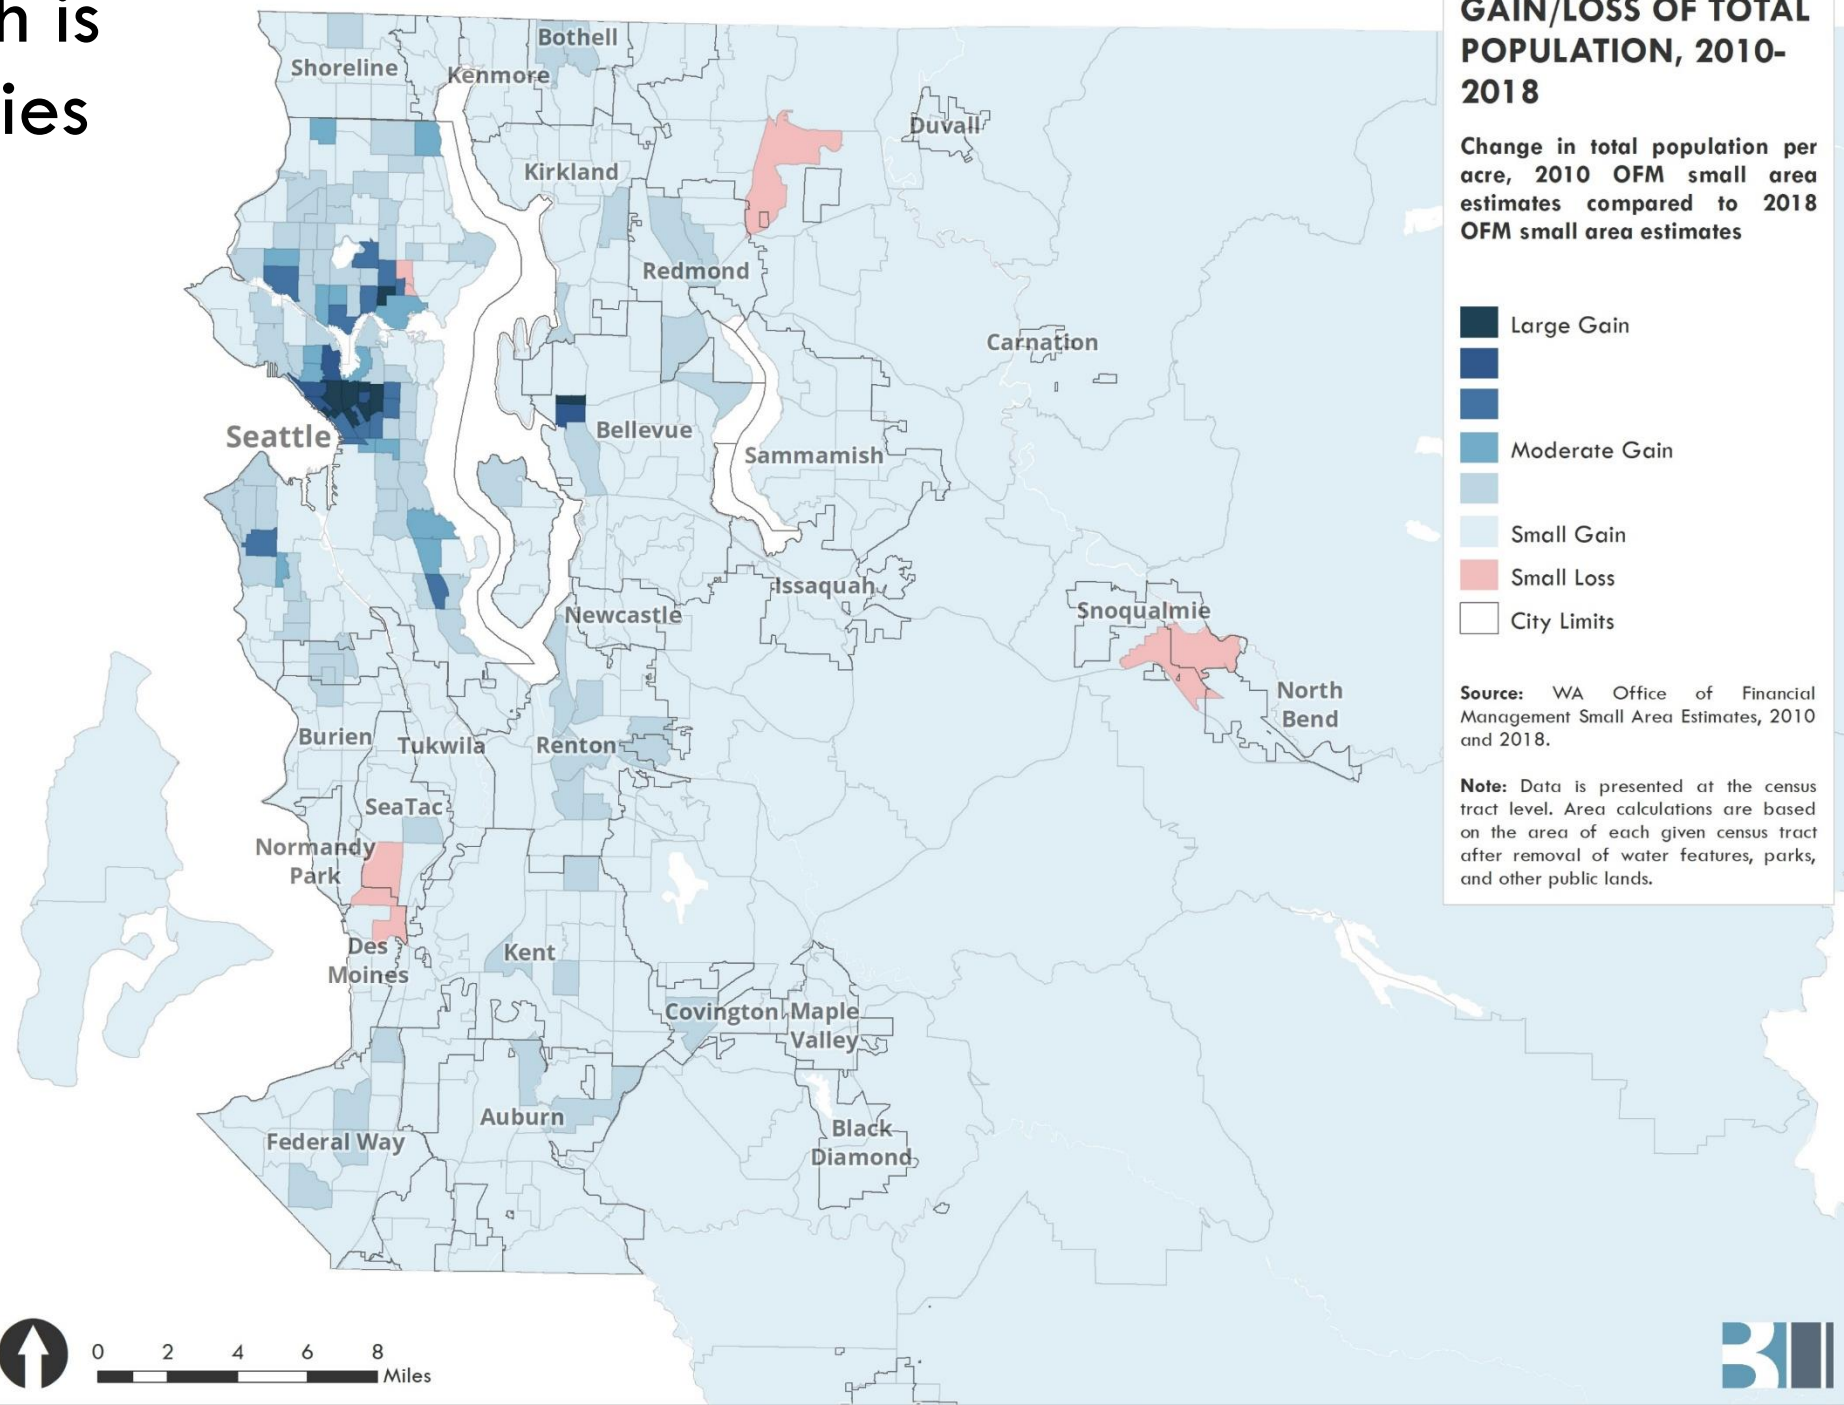 h is
ies
GAIN/LOSS OF TOTAL
POPULATION, 2010-
2018
Change in total population per
acre, 2010 OFM small area
estimates compared to 2018
OFM small area estimates
Large Gain
Moderate Gain
Small Gain
Small Loss
City Limits
Source: WA Office of Financial
Management Small Area Estimates, 2010
and 2018.
Note: Data is presented at the census
tract level. Area calculations are based
on the area of each given census tract
after removal of water features, parks,
and other public lands.
Bothell
Shoreline
Kenmore
Duvall
Kirkland
Redmond
Carnation
Seattle
Bellevue
Sammamish
Issaquah
Newcastle
Snoqualmie
North
Bend
Burien
Tukwila
Renton
SeaTac
Normandy
Park
Des
Moines
Kent
Covington
Maple
Valley
Auburn
Federal Way
Black
Diamond
0 2 4 6 8
Miles